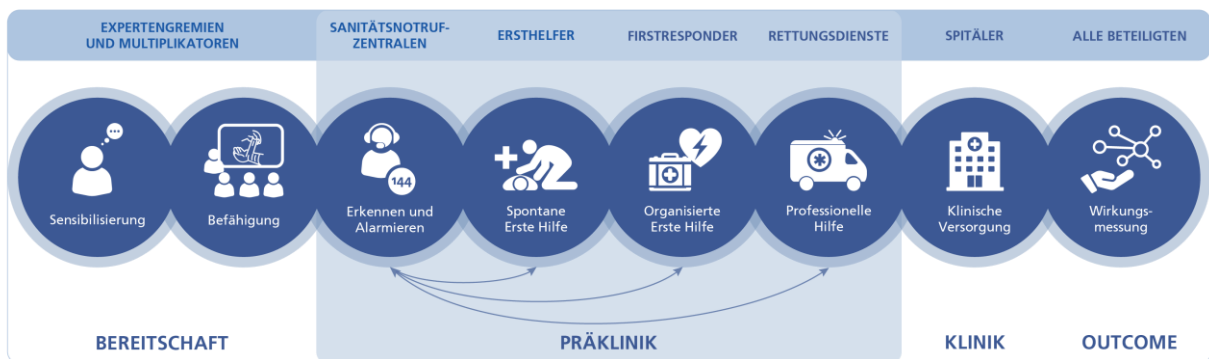 EXPERTENGREMIEN
UND MULTIPLIKATOREN
SANITÄTSNOTRUF-
ZENTRALEN
ERSTHELFER
FIRSTRESPONDER
RETTUNGSDIENSTE
SPITÄLER
ALLE BETEILIGTEN
Sensibilisierung
Befähigung
144
Erkennen und
Alarmieren
Spontane
Erste Hilfe
Organisierte
Erste Hilfe
Professionelle
Hilfe
Klinische
Versorgung
Wirkungs-
messung
BEREITSCHAFT
PRÄKLINIK
KLINIK
OUTCOME